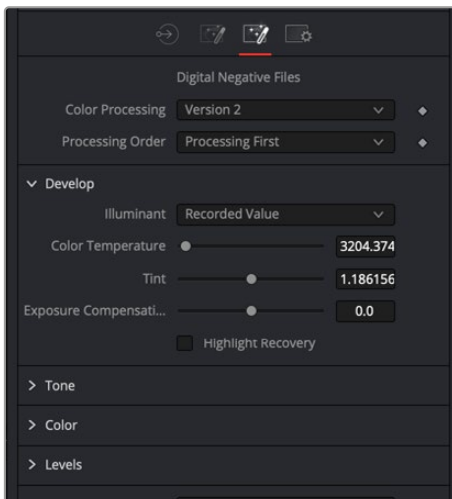 Digital Negative Files
Color Processing Version 2
Processing Order Processing First
Develop
Illuminant Recorded Value
Color Temperature 3204.374
Tint 1.186156
Exposure Compensati... 0.0
Highlight Recovery
Tone
Color
Levels